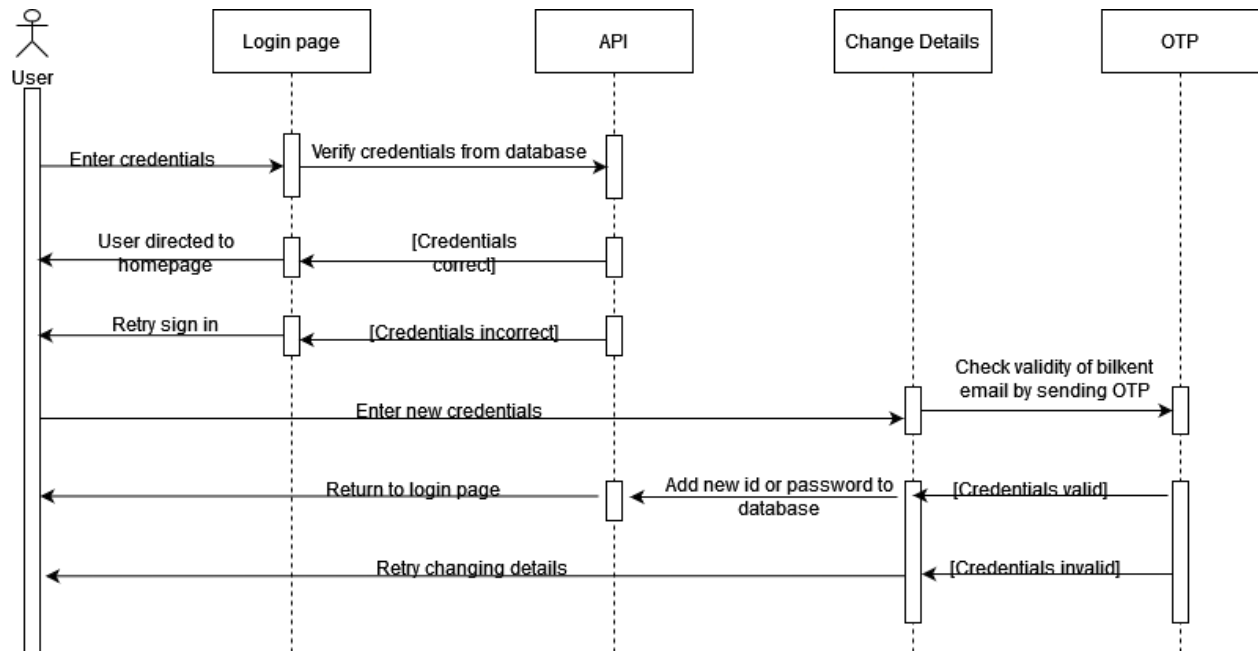 User
Login page
API
Change Details
OTP
Enter credentials
Verify credentials from database
User directed to
homepage
[Credentials
correct]
Retry sign in
[Credentials incorrect]
Check validity of bilkent
email by sending OTP
Enter new credentials
Return to login page
Add new id or password to
database
[Credentials valid]
Retry changing details
[Credentials invalid]